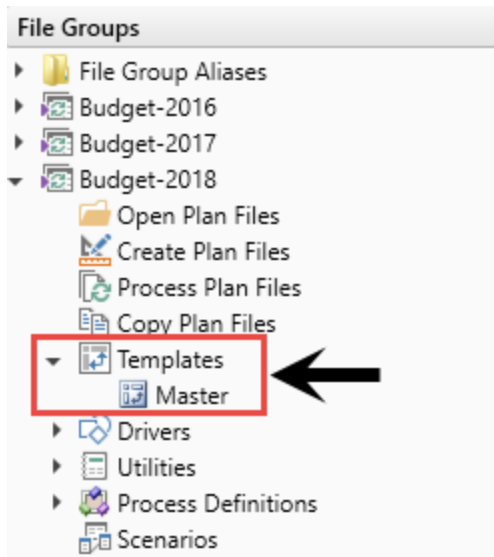 File Groups
File Group Aliases
Budget-2016
Budget-2017
Budget-2018
Open Plan Files
Create Plan Files
Process Plan Files
Copy Plan Files
Templates
Master
Drivers
Utilities
Process Definitions
Scenarios